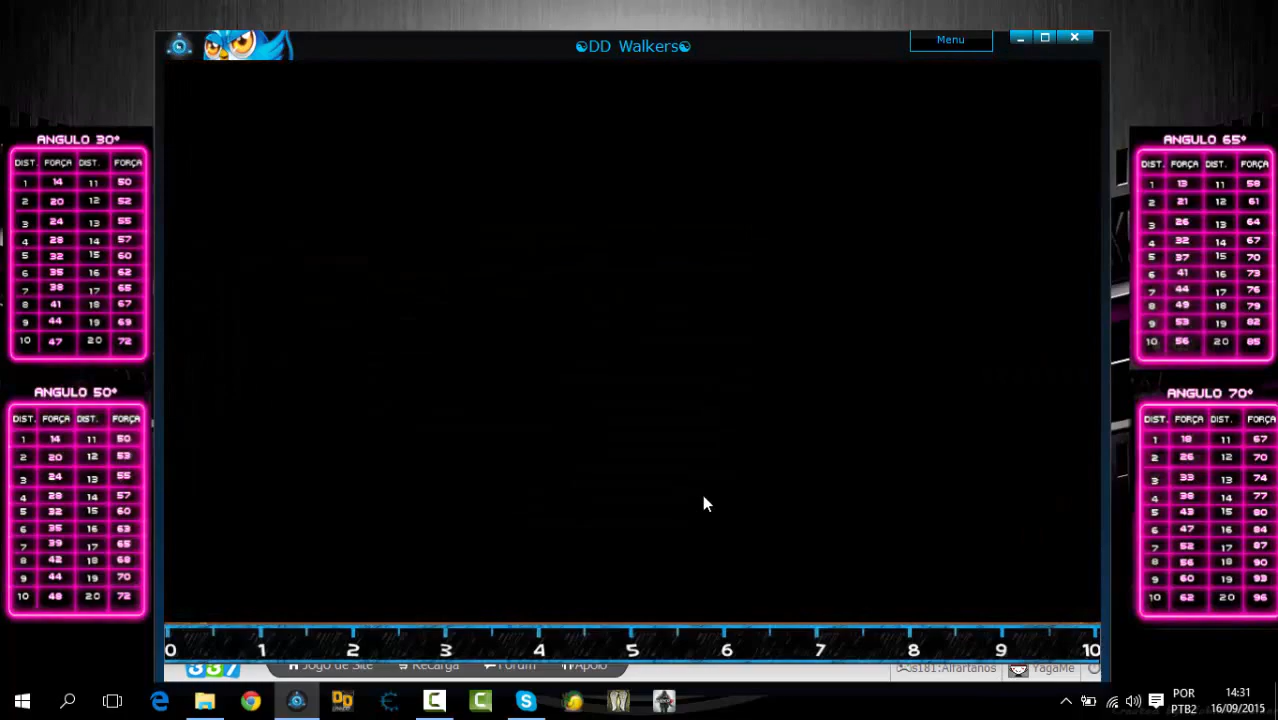 ☯DD Walkers☯
Menu
ANGULO 30°
DIST. FORÇA DIST. FORÇA
1 14 11 50
2 20 12 52
3 24 13 55
4 28 14 57
5 32 15 60
6 35 16 62
7 38 17 65
8 41 18 67
9 44 19 69
10 47 20 72
ANGULO 50°
DIST. FORÇA DIST. FORÇA
1 14 11 50
2 20 12 53
3 24 13 55
4 28 14 57
5 32 15 60
6 35 16 63
7 39 17 65
8 42 18 68
9 44 19 70
10 48 20 72
ANGULO 65°
DIST. FORÇA DIST. FORÇA
1 13 11 58
2 21 12 61
3 26 13 64
4 32 14 67
5 37 15 70
6 41 16 73
7 44 17 76
8 49 18 79
9 53 19 82
10 56 20 85
ANGULO 70°
DIST. FORÇA DIST. FORÇA
1 18 11 67
2 26 12 70
3 33 13 74
4 38 14 77
5 43 15 80
6 47 16 84
7 52 17 87
8 56 18 90
9 60 19 93
10 62 20 96
0 1 2 3 4 5 6 7 8 9 10
337 Jogo de Site Recarga Fórum Apoio s181:Alfartanos YagaMe
POR
PTB2
14:31
16/09/2015